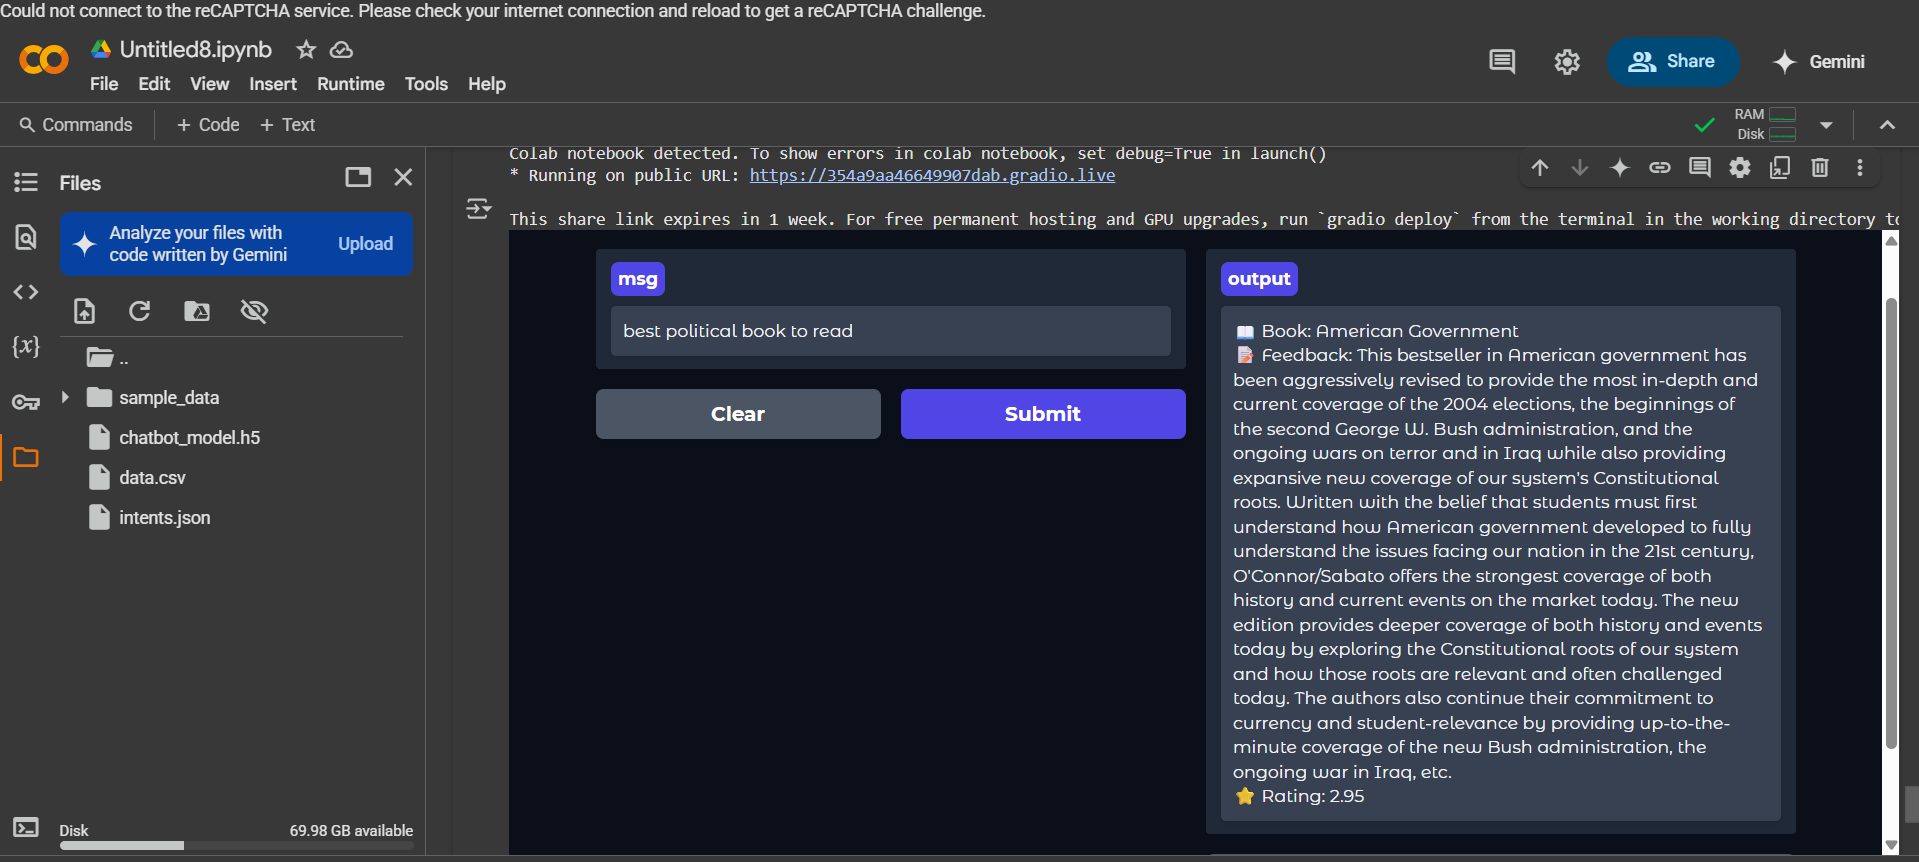 Could not connect to the reCAPTCHA service. Please check your internet connection and reload to get a reCAPTCHA challenge.
Untitled8.ipynb
File Edit View Insert Runtime Tools Help
Share
Gemini
Commands
+ Code
+ Text
RAM
Disk
Files
Analyze your files with
code written by Gemini
Upload
{x}
..
sample_data
chatbot_model.h5
data.csv
intents.json
Disk
69.98 GB available
Colab notebook detected. To show errors in colab notebook, set debug=True in launch()
* Running on public URL: https://354a9aa46649907dab.gradio.live
This share link expires in 1 week. For free permanent hosting and GPU upgrades, run `gradio deploy` from the terminal in the working directory to
msg
best political book to read
Clear
Submit
output
📖 Book: American Government
📝 Feedback: This bestseller in American government has
been aggressively revised to provide the most in-depth and
current coverage of the 2004 elections, the beginnings of
the second George W. Bush administration, and the
ongoing wars on terror and in Iraq while also providing
expansive new coverage of our system's Constitutional
roots. Written with the belief that students must first
understand how American government developed to fully
understand the issues facing our nation in the 21st century,
O'Connor/Sabato offers the strongest coverage of both
history and current events on the market today. The new
edition provides deeper coverage of both history and events
today by exploring the Constitutional roots of our system
and how those roots are relevant and often challenged
today. The authors also continue their commitment to
currency and student-relevance by providing up-to-the-
minute coverage of the new Bush administration, the
ongoing war in Iraq, etc.
⭐ Rating: 2.95